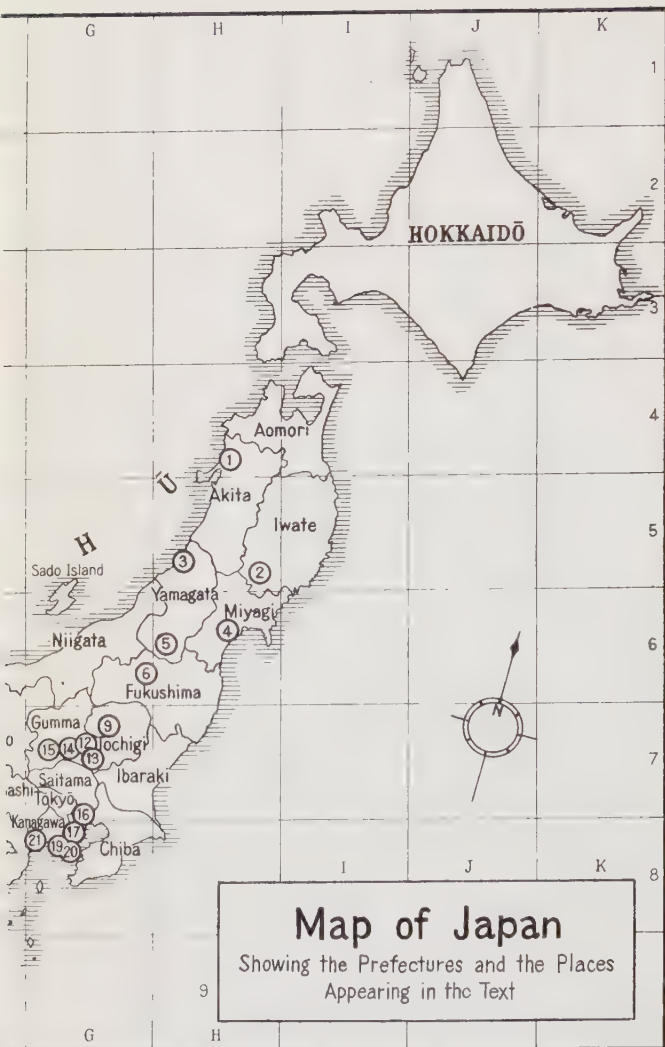 G H I J K
1
2
HOKKAIDŌ
3
4
Aomori
1
Ū
Akita
5
Iwate
H
3
Sado Island
2
Yamagata
Miyagi
4
6
Niigata
5
6
Fukushima
N
Gumma
9
12
Tochigi
15 14
13
7
Ibaraki
Saitama
Tokyō
16
Kanagawa
17
21
19 20
Chiba
I J K
8
Map of Japan
Showing the Prefectures and the Places
Appearing in the Text
9
G H